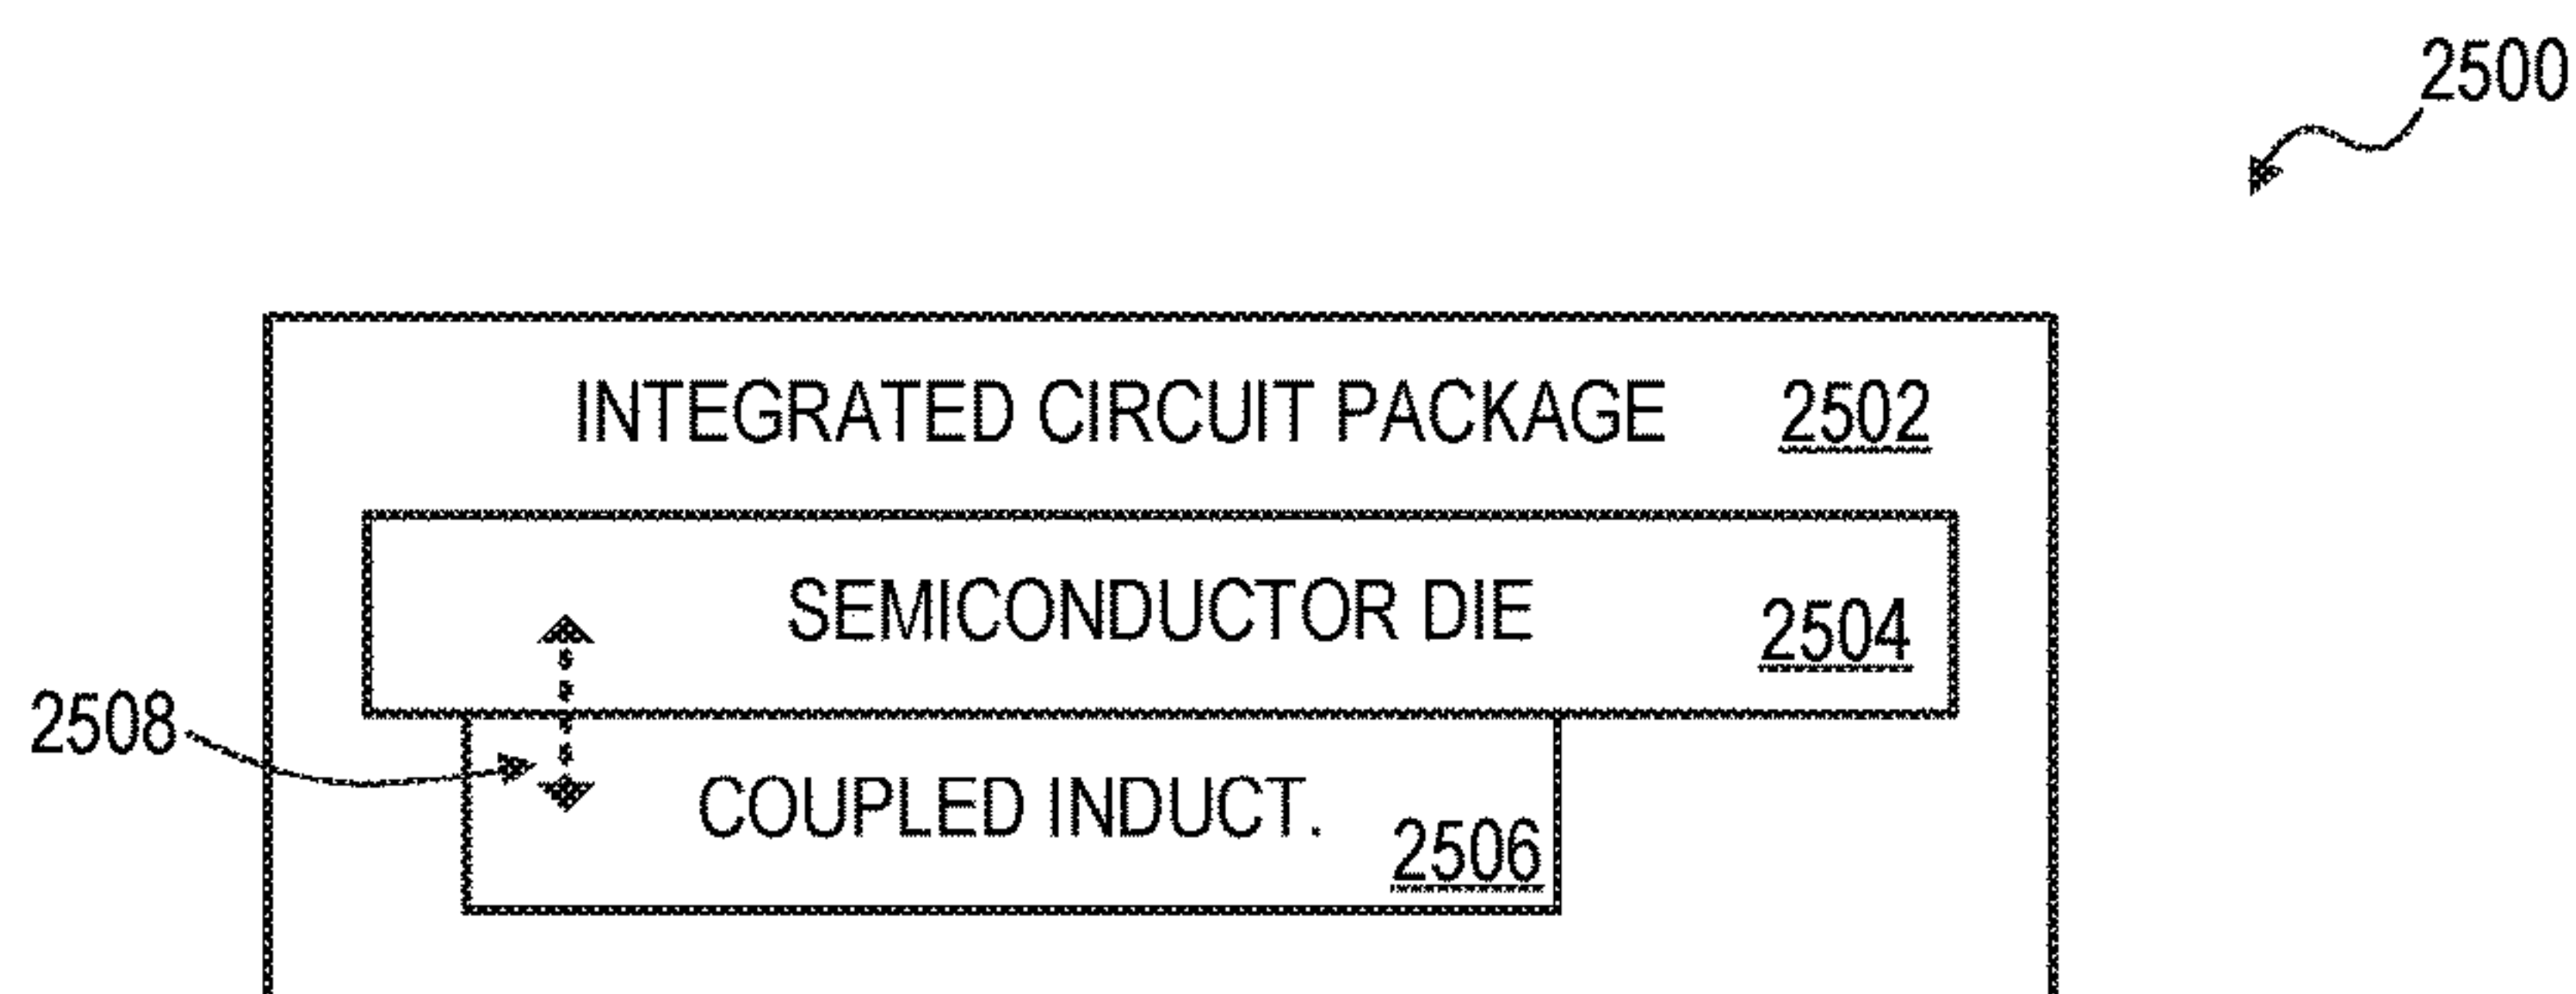 2500
INTEGRATED CIRCUIT PACKAGE 2502
SEMICONDUCTOR DIE 2504
2508
COUPLED INDUCT. 2506